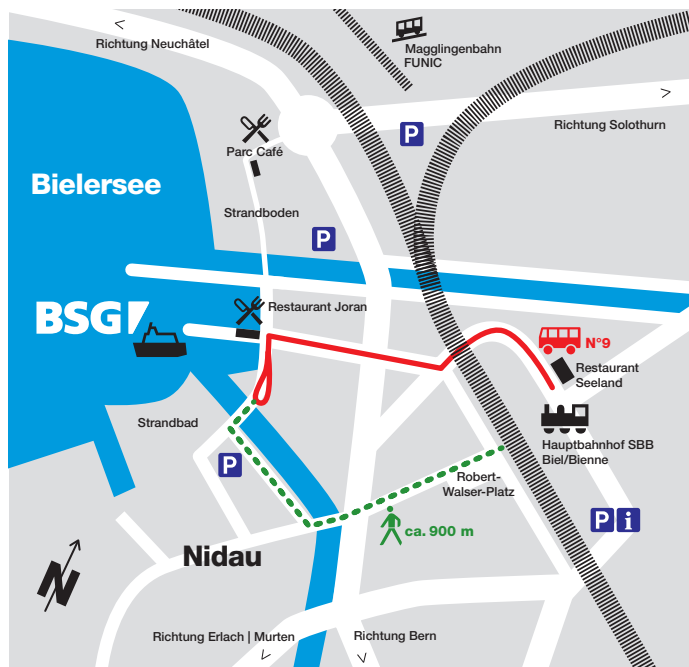 Richtung Neuchâtel
Magglingenbahn
FUNIC
P
Richtung Solothurn
Parc Café
Bielersee
Strandboden
P
BSG
Restaurant Joran
N°9
Restaurant
Seeland
Strandbad
Hauptbahnhof SBB
Biel/Bienne
P
Robert-
Walser-Platz
P i
ca. 900 m
Nidau
N
Richtung Erlach | Murten
Richtung Bern